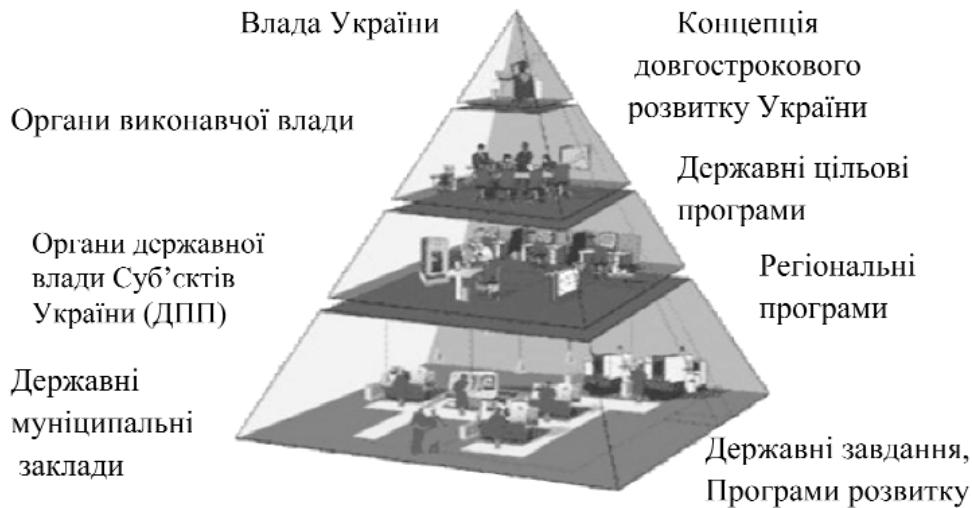 Влада України
Концепція
довгострокового
розвитку України
Органи виконавчої влади
Державні цільові
програми
Органи державної
влади Суб’єктів
України (ДПП)
Регіональні
програми
Державні
муніципальні
заклади
Державні завдання,
Програми розвитку